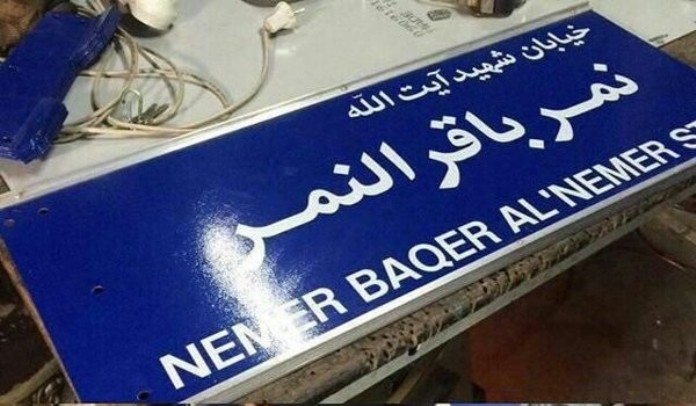 خیابان شهید آیت الله
نمر باقر النمر
NEMER BAQER AL'NEMER ST